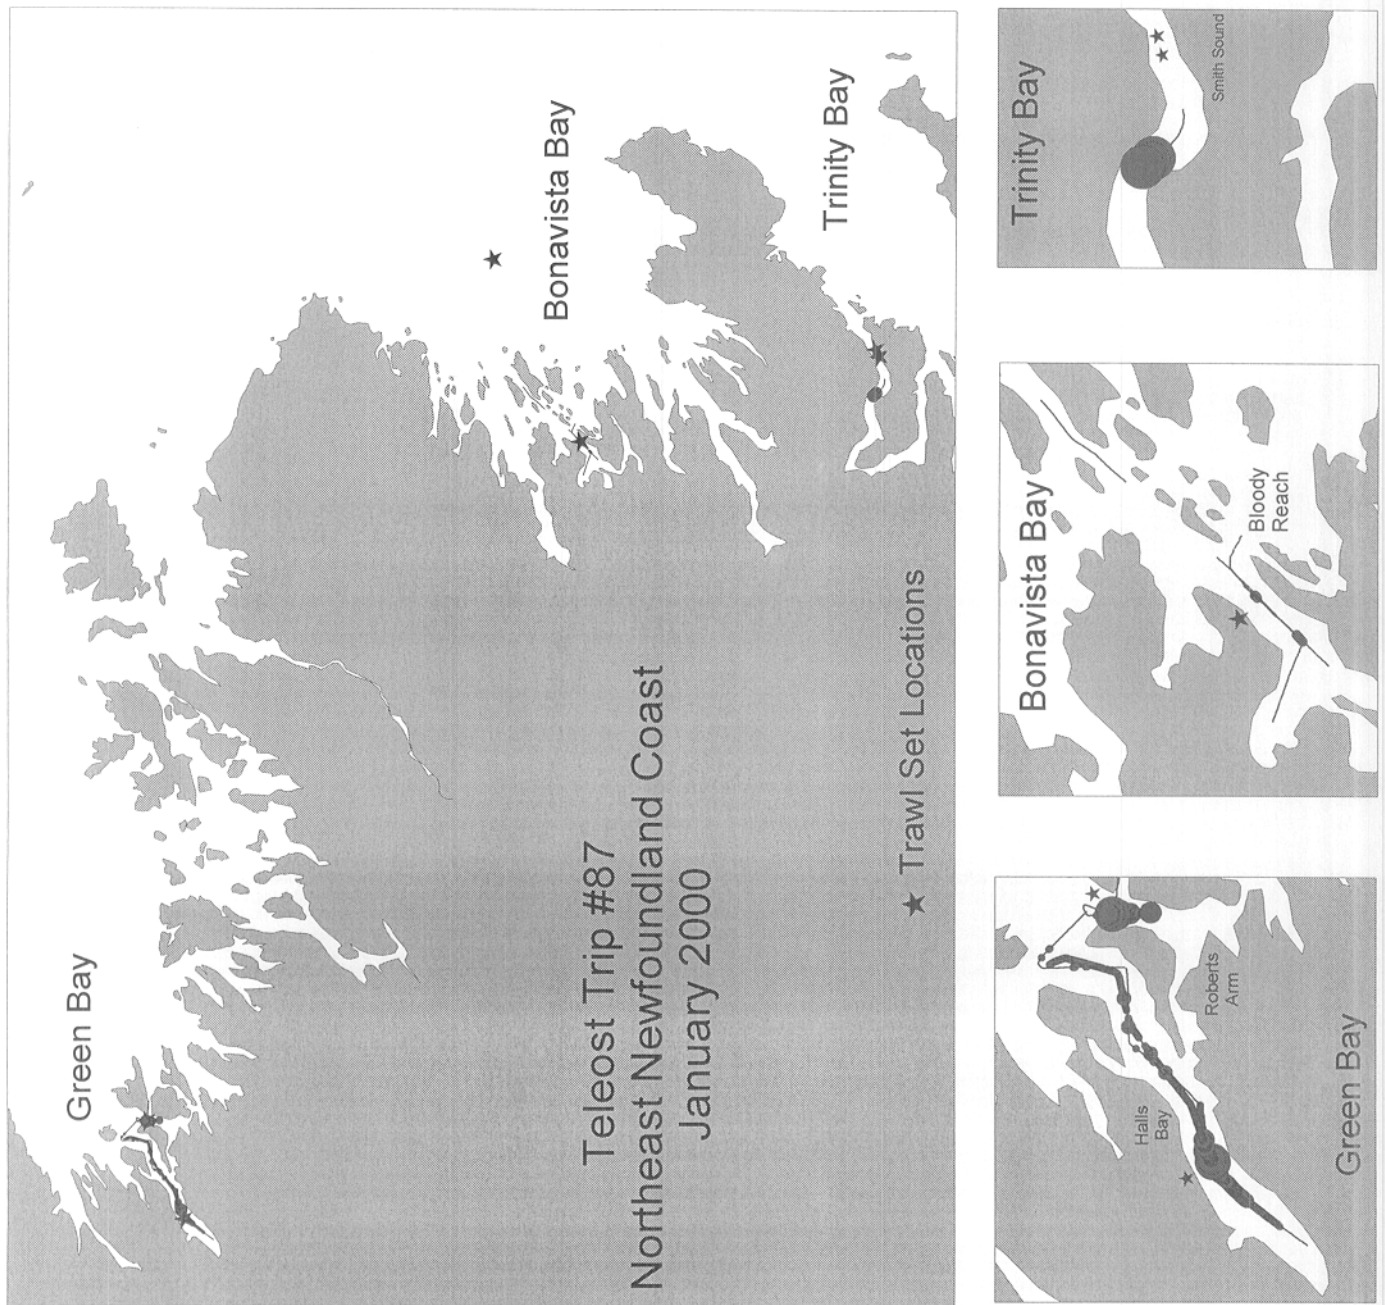 Green Bay
Bonavista Bay
Trinity Bay
Teleost Trip #87
Northeast Newfoundland Coast
January 2000
★ Trawl Set Locations
Green Bay
Halls
Bay
Roberts
Arm
Bonavista Bay
Bloody
Reach
Trinity Bay
Smith Sound